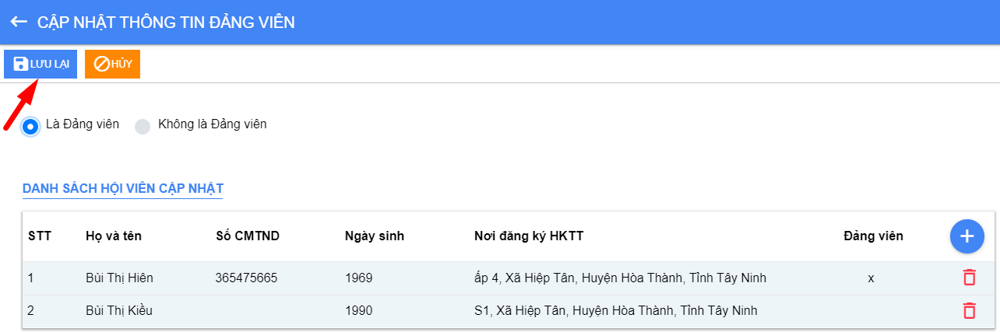 CẬP NHẬT THÔNG TIN ĐẢNG VIÊN
LƯU LẠI HỦY
Là Đảng viên Không là Đảng viên
DANH SÁCH HỘI VIÊN CẬP NHẬT
STT Họ và tên Số CMTND Ngày sinh Nơi đăng ký HKTT Đảng viên
1 Bùi Thị Hiên 365475665 1969 ấp 4, Xã Hiệp Tân, Huyện Hòa Thành, Tỉnh Tây Ninh x
2 Bùi Thị Kiều 1990 S1, Xã Hiệp Tân, Huyện Hòa Thành, Tỉnh Tây Ninh